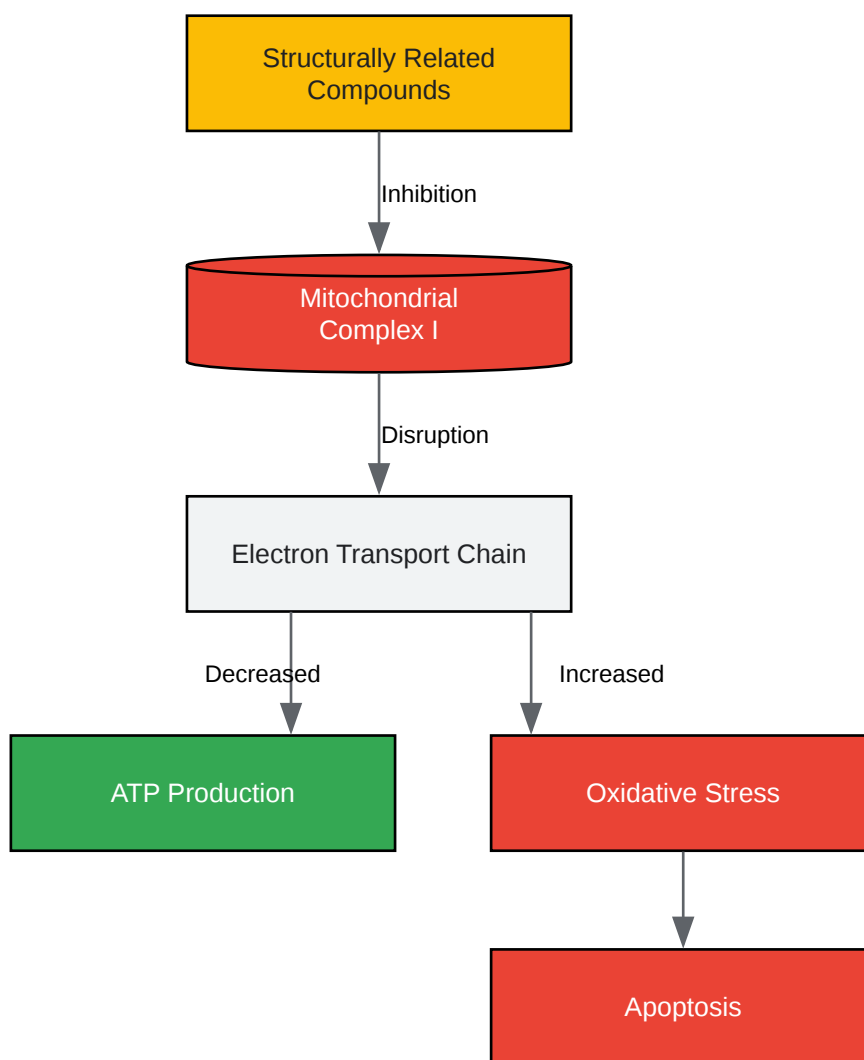 Structurally Related
Compounds
Inhibition
Mitochondrial
Complex I
Disruption
Electron Transport Chain
Decreased
Increased
ATP Production
Oxidative Stress
Apoptosis